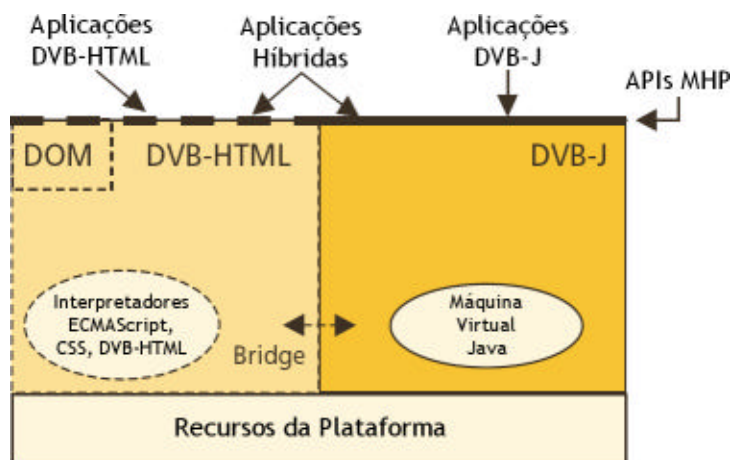 Aplicações
DVB-HTML
Aplicações
Híbridas
Aplicações
DVB-J
APIs MHP
DOM
DVB-HTML
DVB-J
Interpretadores
ECMAScript,
CSS, DVB-HTML
Bridge
Máquina
Virtual
Java
Recursos da Plataforma